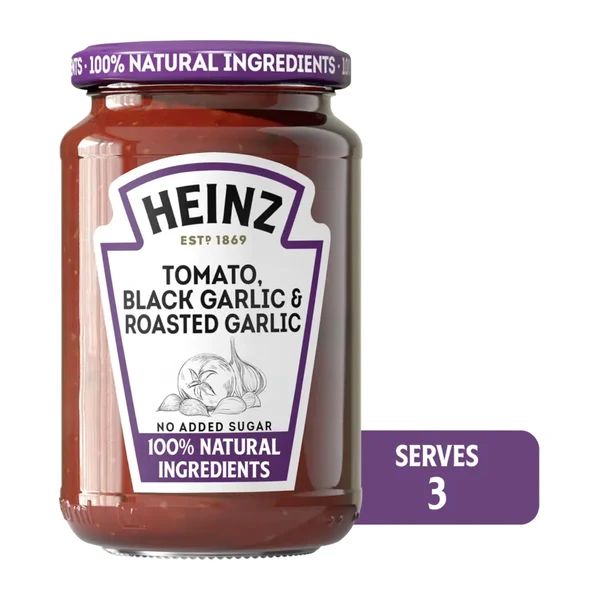 100% NATURAL INGREDIENTS
HEINZ
ESTD 1869
TOMATO,
BLACK GARLIC &
ROASTED GARLIC
NO ADDED SUGAR
100% NATURAL
INGREDIENTS
SERVES
3